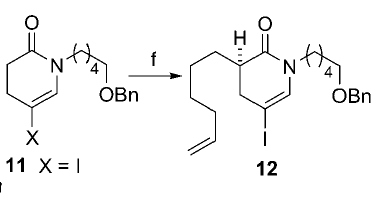 O
N
( )4
OBn
X
11 X = I
f
H
O
N
( )4
OBn
I
12